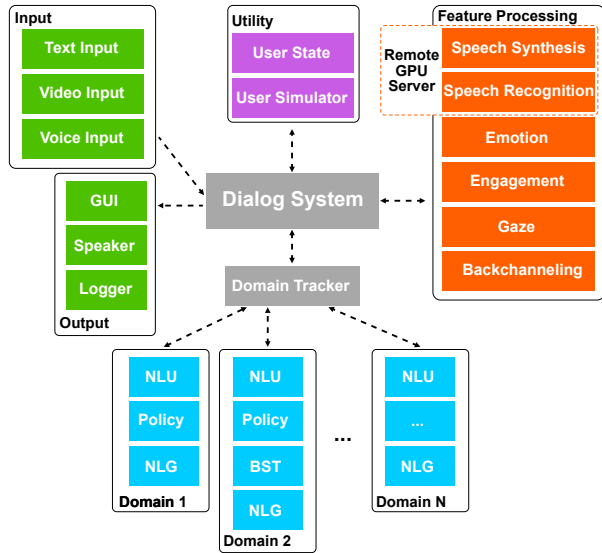 Input
Text Input
Video Input
Voice Input
Utility
User State
User Simulator
Feature Processing
Remote
GPU
Server
Speech Synthesis
Speech Recognition
Emotion
Engagement
Gaze
Backchanneling
Dialog System
GUI
Speaker
Logger
Output
Domain Tracker
NLU
Policy
NLG
Domain 1
NLU
Policy
BST
NLG
Domain 2
...
NLU
...
NLG
Domain N